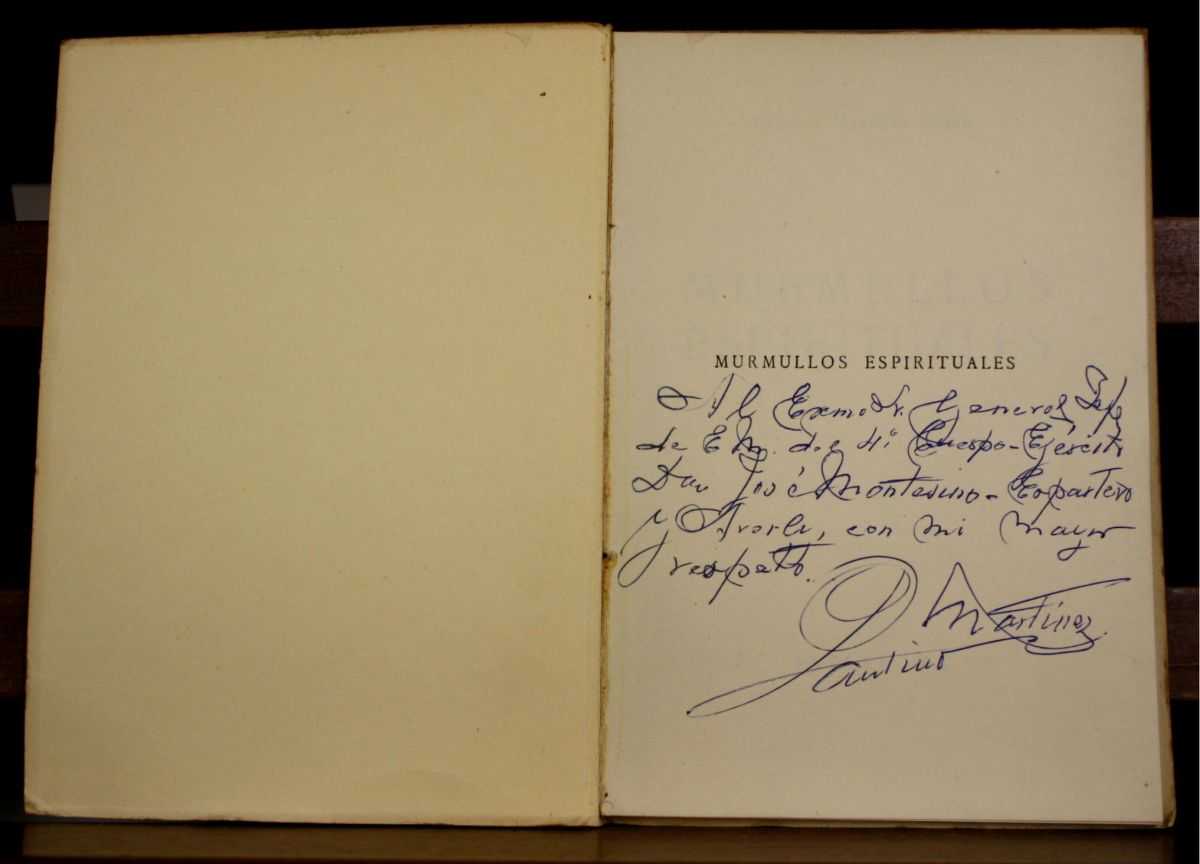 MURMULLOS ESPIRITUALES
Al Exmo Sr. General Jefe
de E.M. del 4º Cuerpo-Ejército
Don José Montesino-Espartero
y Averly, con mi mayor
respeto.
Martínez